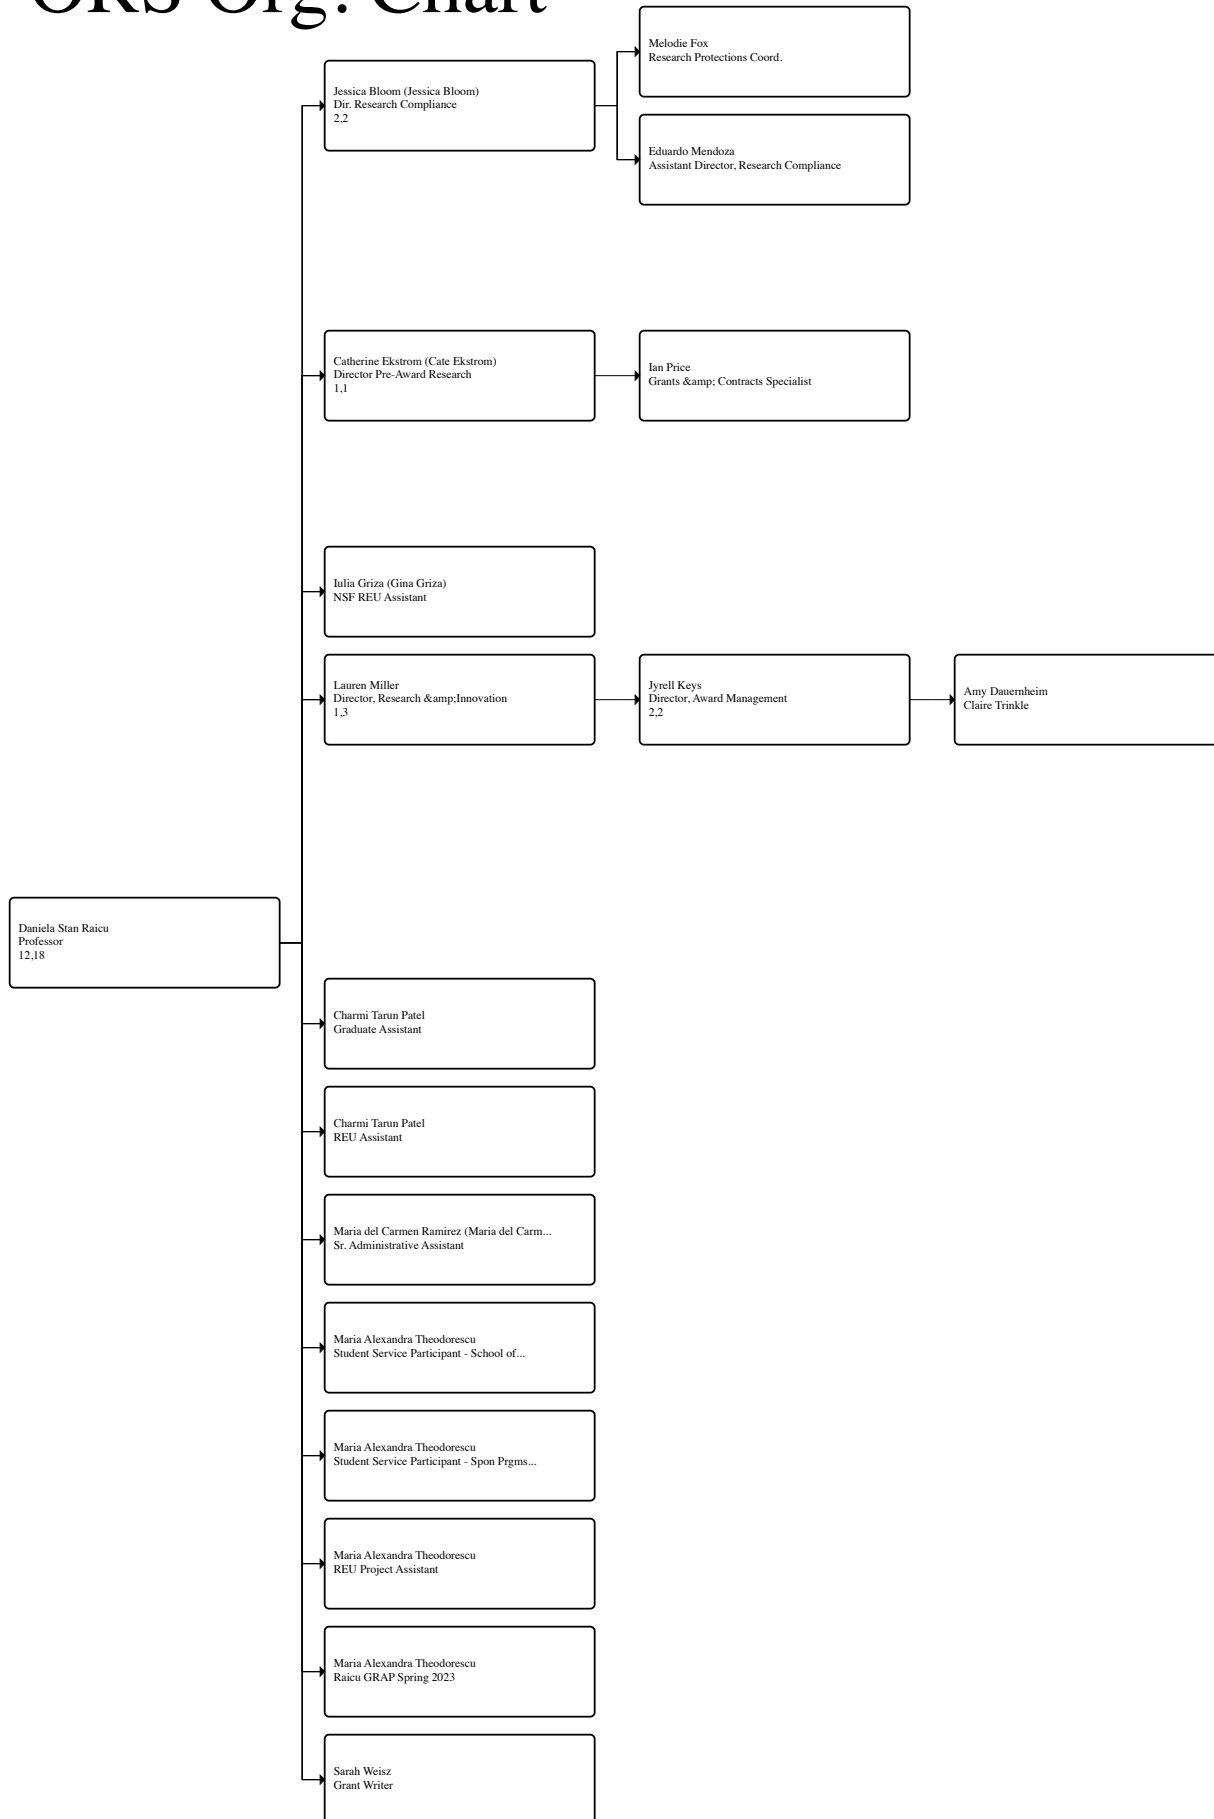 ORS Org. Chart
Melodie Fox
Research Protections Coord.
Jessica Bloom (Jessica Bloom)
Dir. Research Compliance
2,2
Eduardo Mendoza
Assistant Director, Research Compliance
Catherine Ekstrom (Cate Ekstrom)
Director Pre-Award Research
1,1
Ian Price
Grants &amp; Contracts Specialist
Iulia Griza (Gina Griza)
NSF REU Assistant
Lauren Miller
Director, Research &amp;Innovation
1,3
Jyrell Keys
Director, Award Management
2,2
Amy Dauernheim
Claire Trinkle
Daniela Stan Raicu
Professor
12,18
Charmi Tarun Patel
Graduate Assistant
Charmi Tarun Patel
REU Assistant
Maria del Carmen Ramirez (Maria del Carm...
Sr. Administrative Assistant
Maria Alexandra Theodorescu
Student Service Participant - School of...
Maria Alexandra Theodorescu
Student Service Participant - Spon Prgms...
Maria Alexandra Theodorescu
REU Project Assistant
Maria Alexandra Theodorescu
Raicu GRAP Spring 2023
Sarah Weisz
Grant Writer